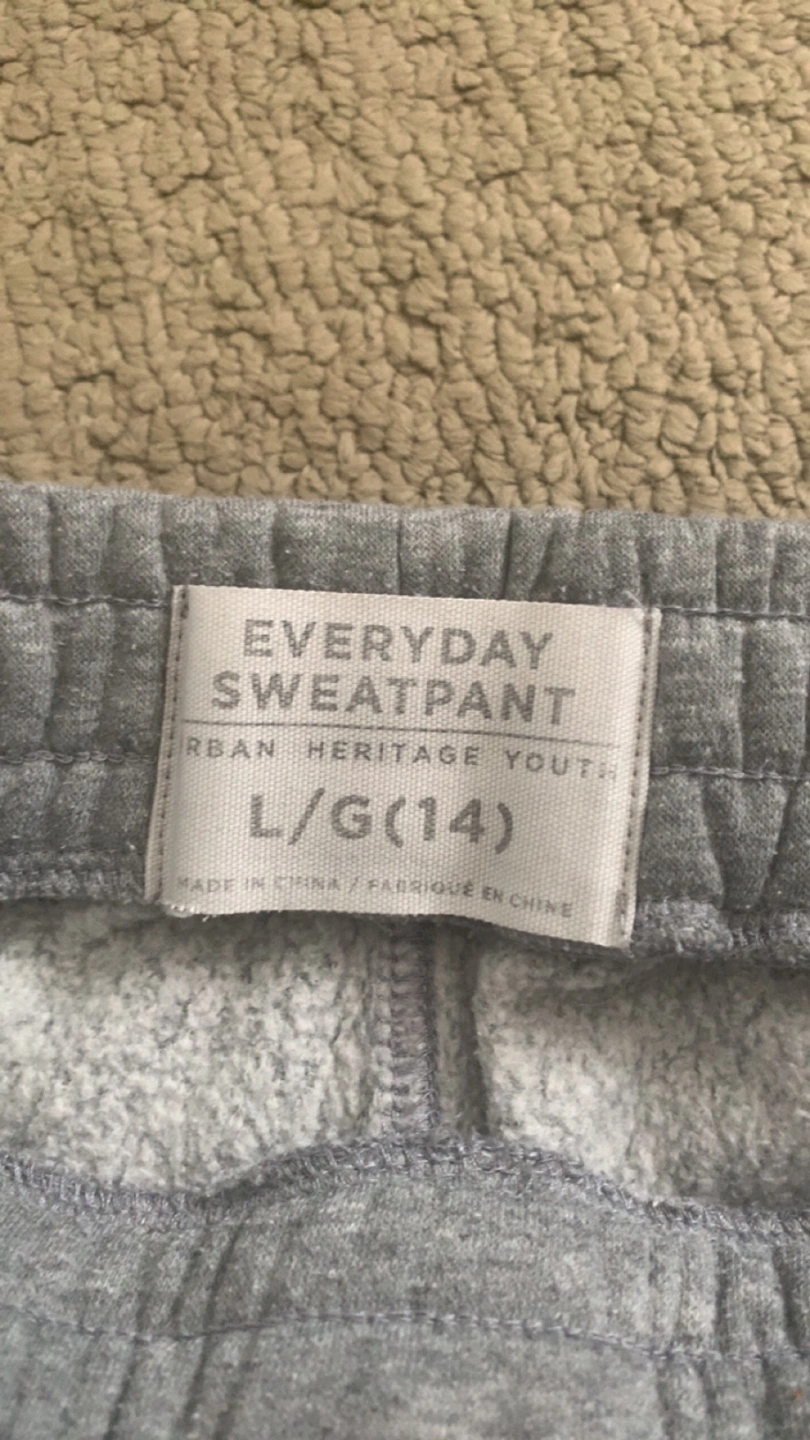 EVERYDAY
SWEATPANT
RBAN HERITAGE YOUTH
L/G(14)
MADE IN CHINA / FABRIQUÉ EN CHINE